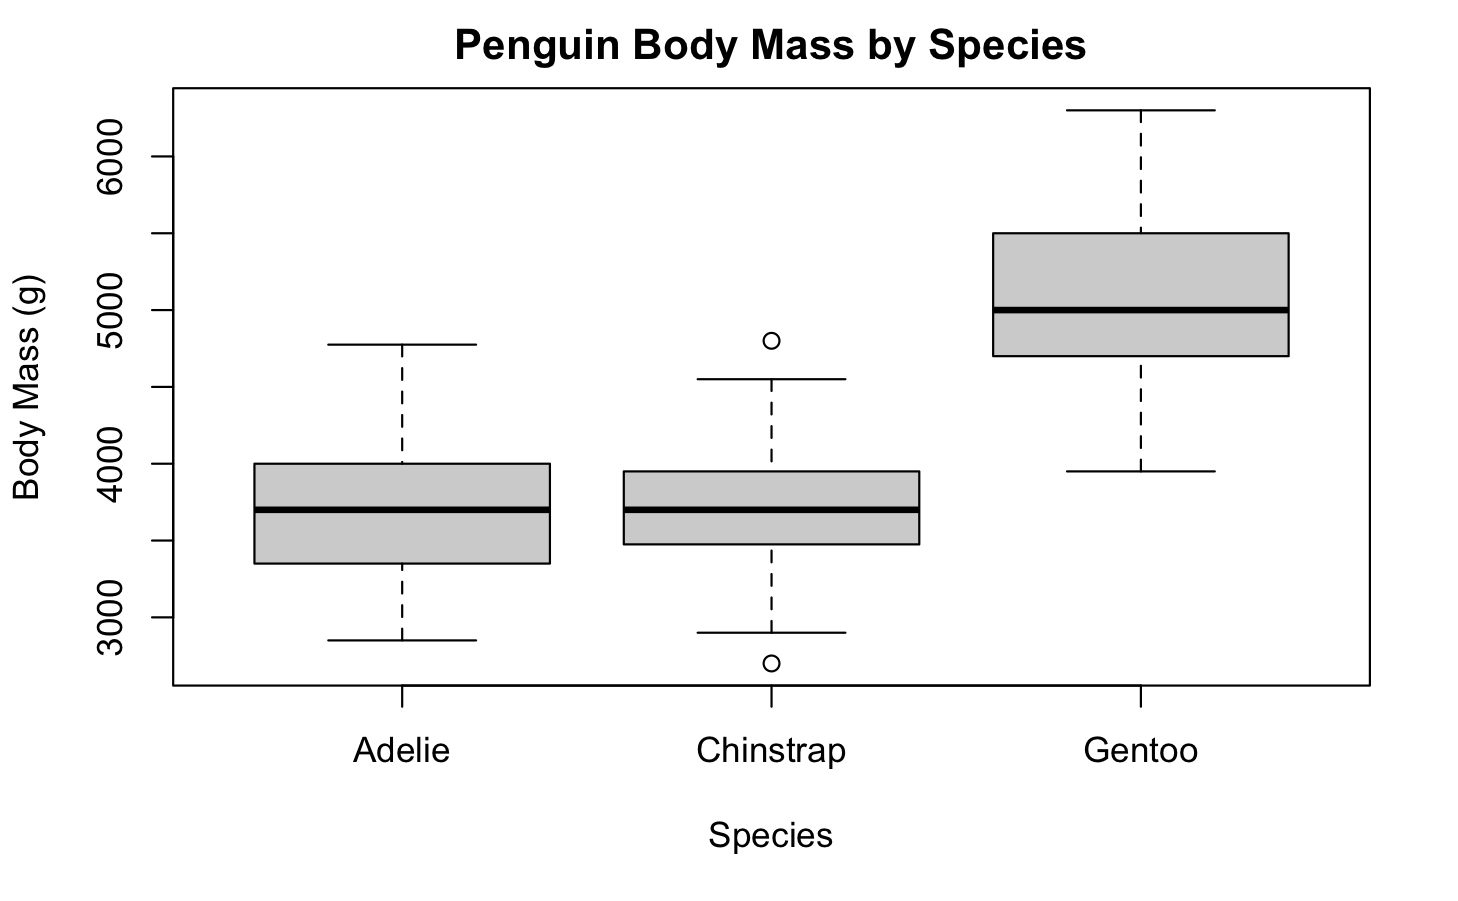 Penguin Body Mass by Species
Body Mass (g)
6000
5000
4000
3000
Adelie Chinstrap Gentoo
Species